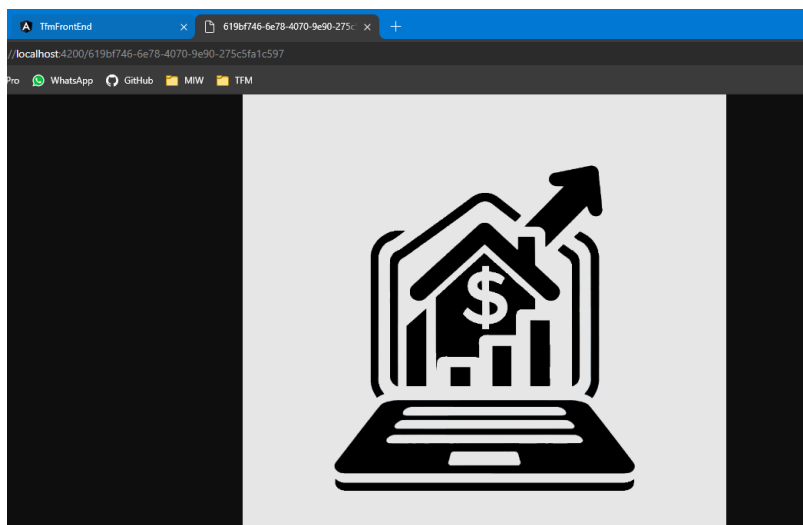 TfmFrontEnd
619bf746-6e78-4070-9e90-275c
//localhost:4200/619bf746-6e78-4070-9e90-275c5fa1c597
Pro WhatsApp GitHub MIW TFM
$